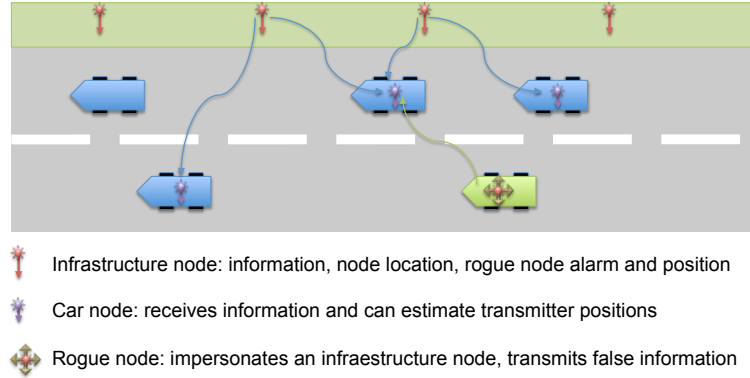 Infrastructure node: information, node location, rogue node alarm and position
Car node: receives information and can estimate transmitter positions
Rogue node: impersonates an infraestructure node, transmits false information